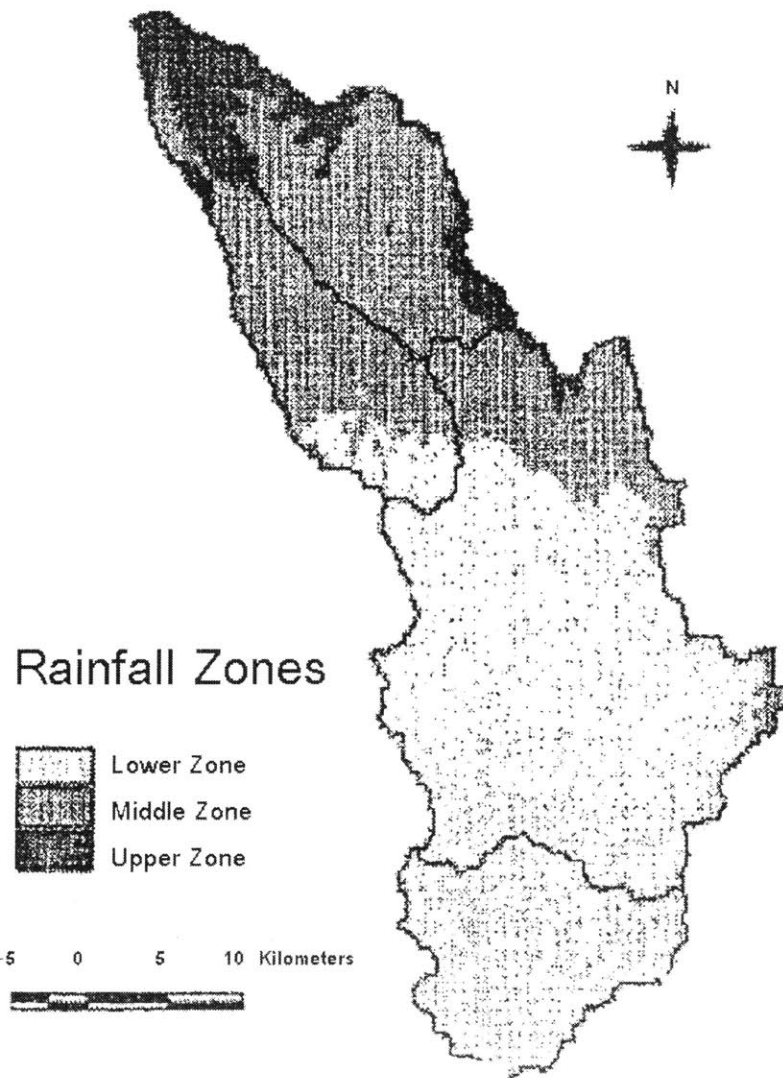 N
Rainfall Zones
Lower Zone
Middle Zone
Upper Zone
-5 0 5 10 Kilometers